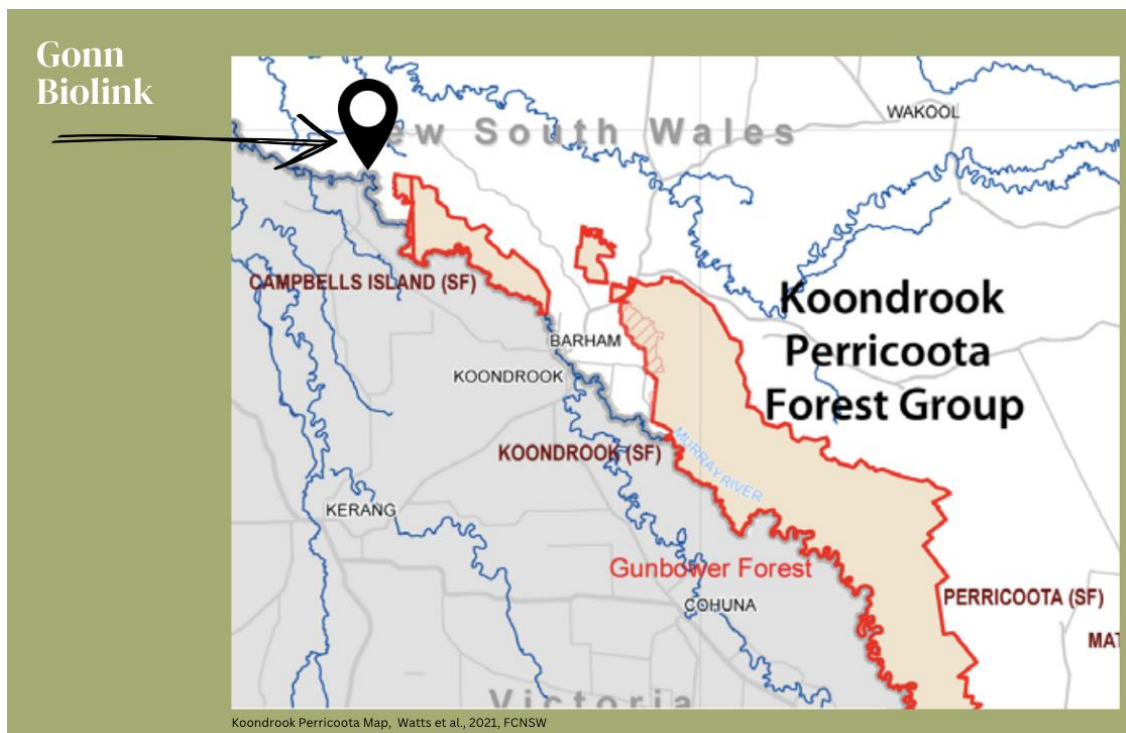 Gonn
Biolink
ew South Wales
WAKOOL
CAMPBELLS ISLAND (SF)
Koondrook
Perricoota
Forest Group
BARHAM
KOONDROOK
KOONDROOK (SF)
MURRAY RIVER
KERANG
Gunbower Forest
COHUNA
PERRICOOTA (SF)
MAT
Victoria
Koondrook Perricoota Map, Watts et al., 2021, FCNSW